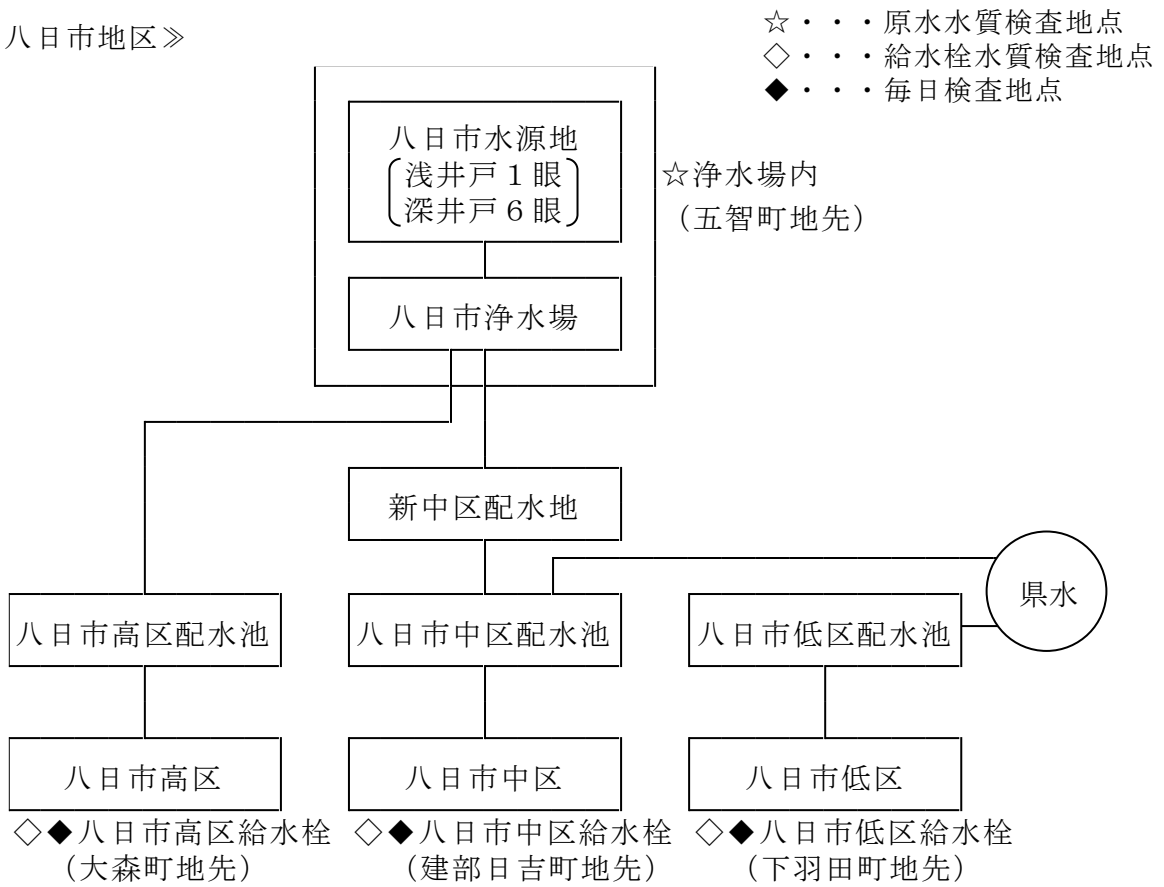 八日市地区≫
☆・・・原水水質検査地点
◇・・・給水栓水質検査地点
◆・・・毎日検査地点
八日市水源地
浅井戸1眼
深井戸6眼
☆浄水場内
(五智町地先)
八日市浄水場
新中区配水地
県水
八日市高区配水池
八日市中区配水池
八日市低区配水池
八日市高区
八日市中区
八日市低区
◇◆八日市高区給水栓
(大森町地先)
◇◆八日市中区給水栓
(建部日吉町地先)
◇◆八日市低区給水栓
(下羽田町地先)